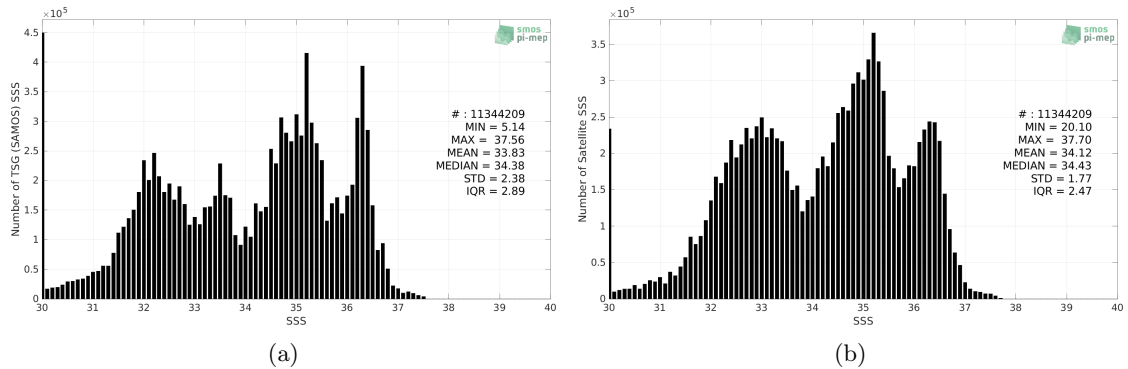 ×10⁵
4.5
4
3.5
3
2.5
2
1.5
1
0.5
0
30 31 32 33 34 35 36 37 38 39 40
SSS
Number of TSG (SAMOS) SSS
smos
pi-mep
# : 11344209
MIN = 5.14
MAX = 37.56
MEAN = 33.83
MEDIAN = 34.38
STD = 2.38
IQR = 2.89
(a)
×10⁵
3.5
3
2.5
2
1.5
1
0.5
0
30 31 32 33 34 35 36 37 38 39 40
SSS
Number of Satellite SSS
smos
pi-mep
# : 11344209
MIN = 20.10
MAX = 37.70
MEAN = 34.12
MEDIAN = 34.43
STD = 1.77
IQR = 2.47
(b)